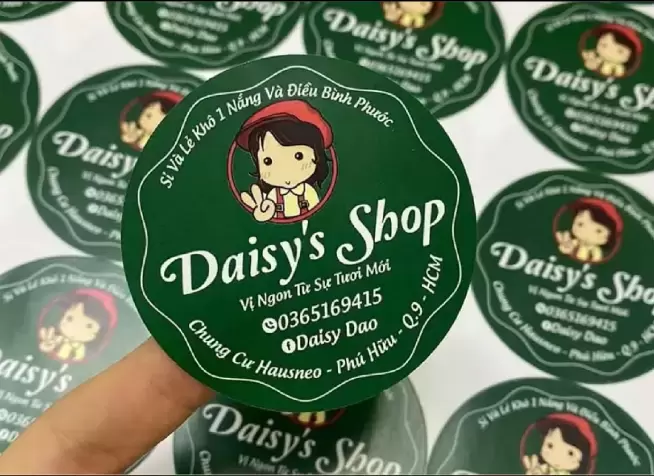 Sỉ Và Lẻ Khô 1 Nắng Và Điều Bình Phước
Daisy's Shop
Vị Ngon Từ Sự Tươi Mới
0365169415
Daisy Dao
Chung Cư Hausneo - Phú Hữu - Q.9 - HCM